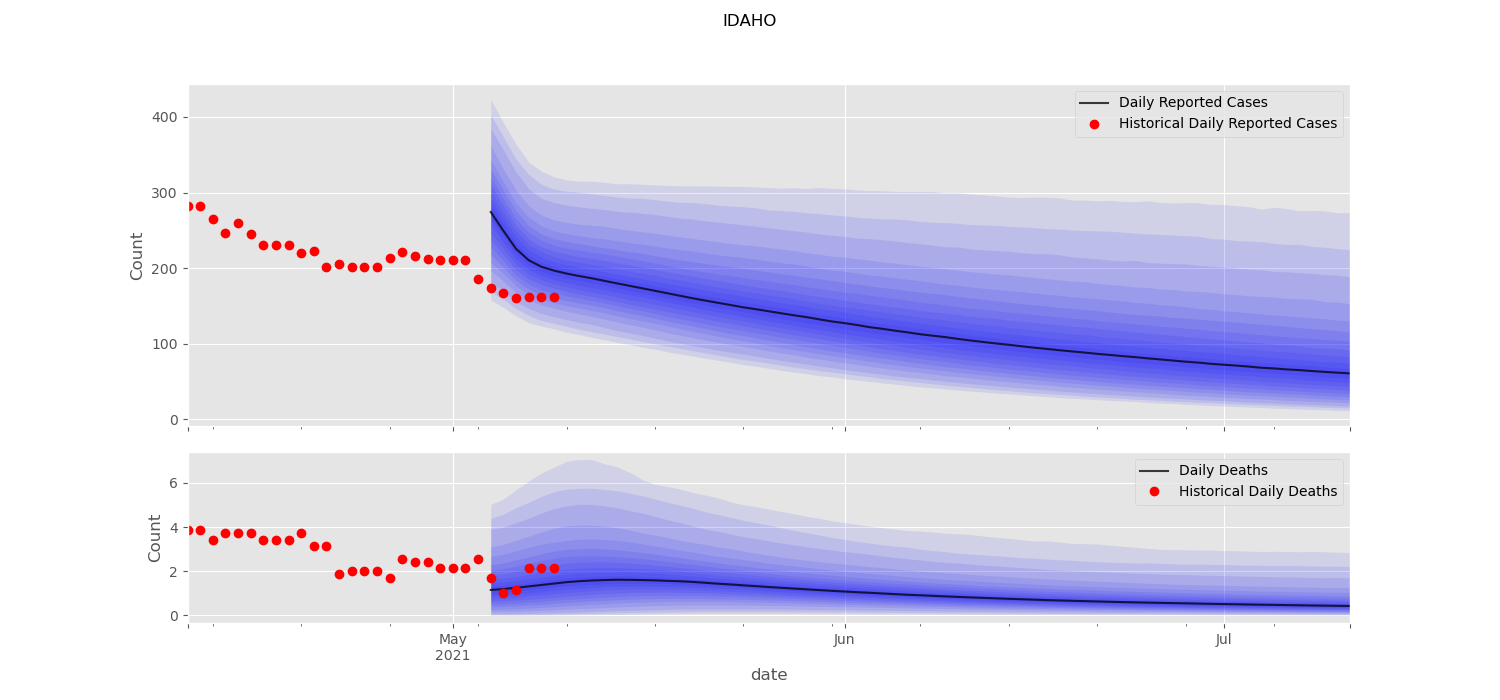 IDAHO
Count
400
300
200
100
0
Daily Reported Cases
Historical Daily Reported Cases
Count
6
4
2
0
Daily Deaths
Historical Daily Deaths
May
2021
Jun
Jul
date